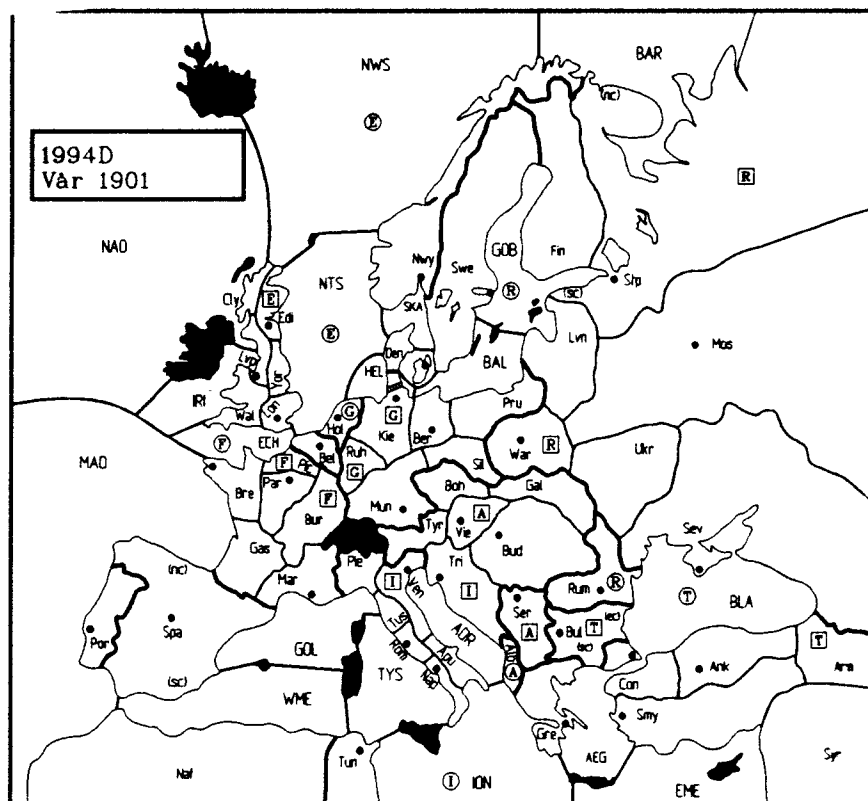 NWS
BAR
(nc)
E
1994D
Vår 1901
R
NAO
NTS
Nwy
Swe
GOB
Fin
Stp
Cly
E
Edi
SKA
R
(sc)
E
Lvn
Mos
Den
BAL
Lvp
Yor
HEL
IRI
Wal
Lon
Hol
G
G
Kie
Ber
Pru
War
R
Ukr
F
ECH
Bel
Ruh
MAO
F
Pic
G
Sil
Bre
Par
F
Boh
Gal
Bur
Mun
Tyr
A
Vie
Bud
Sev
Gas
Pie
Tri
(nc)
Mar
I
Ven
I
Rum
R
T
BLA
Ser
(ec)
Spa
Tus
ADR
Bul
T
Por
GOL
Rom
Apu
A
(sc)
T
Alb
Ank
Arm
(sc)
WME
TYS
Nap
A
Con
Smy
Gre
Naf
Tun
AEG
Syr
I
ION
EME